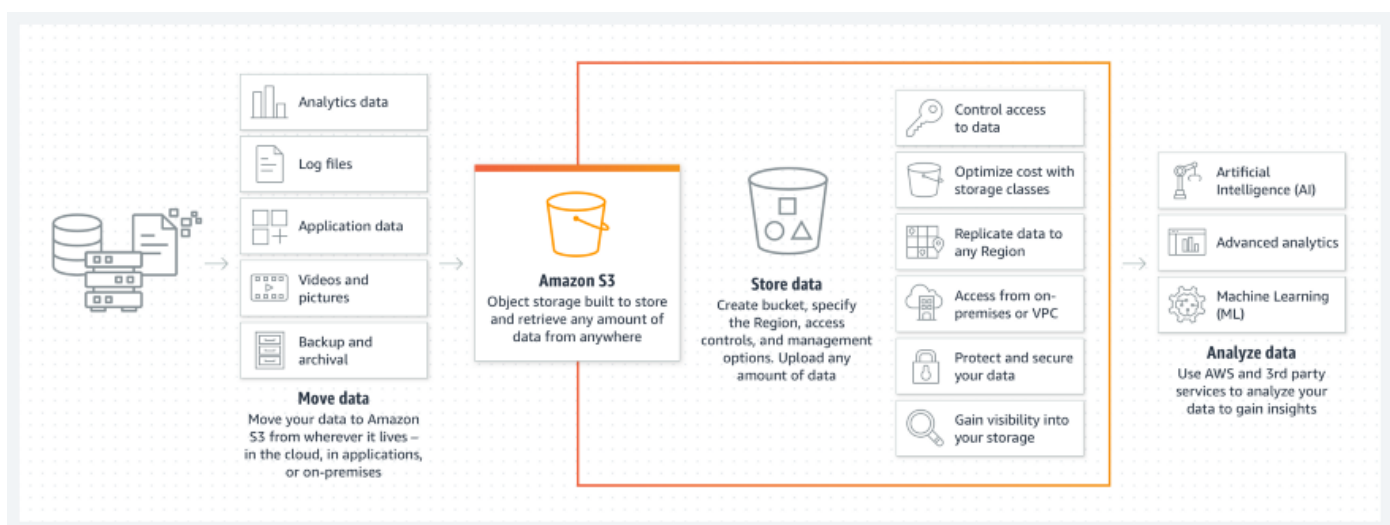 Analytics data
Log files
Application data
Videos and
pictures
Backup and
archival
Move data
Move your data to Amazon
S3 from wherever it lives –
in the cloud, in applications,
or on-premises
Amazon S3
Object storage built to store
and retrieve any amount of
data from anywhere
Store data
Create bucket, specify
the Region, access
controls, and management
options. Upload any
amount of data
Control access
to data
Optimize cost with
storage classes
Replicate data to
any Region
Access from on-
premises or VPC
Protect and secure
your data
Gain visibility into
your storage
Artificial
Intelligence (AI)
Advanced analytics
Machine Learning
(ML)
Analyze data
Use AWS and 3rd party
services to analyze your
data to gain insights